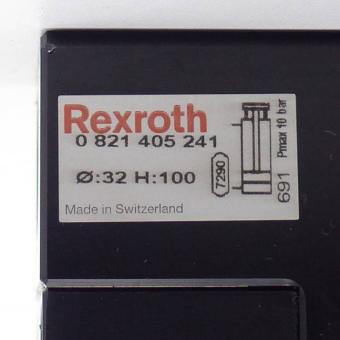 Rexroth
0 821 405 241
Ø:32 H:100
Made in Switzerland
7290
691
Pmax 10 bar